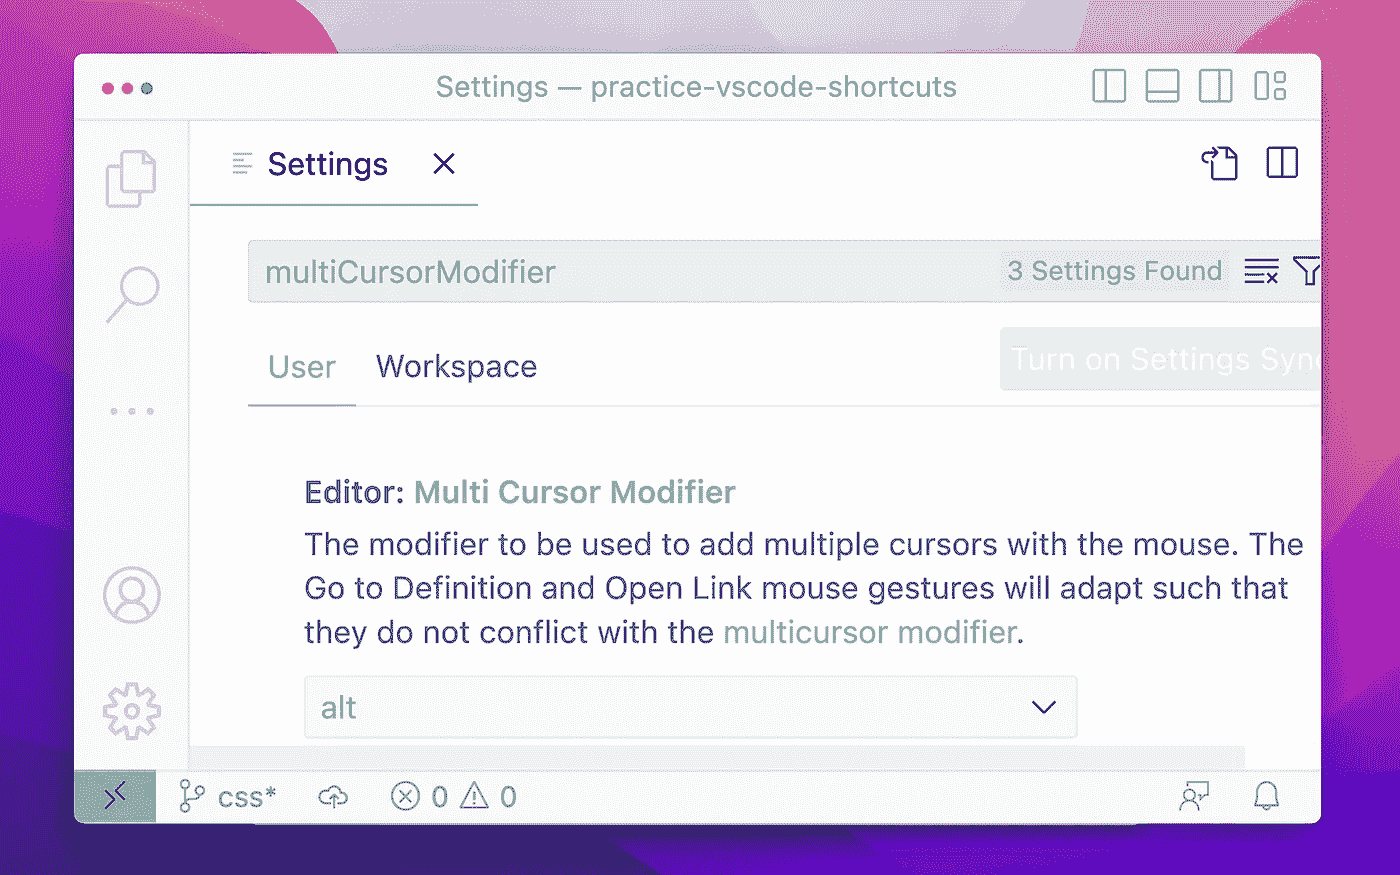 Settings — practice-vscode-shortcuts
Settings
multiCursorModifier 3 Settings Found
User Workspace
Turn on Settings Sync
Editor: Multi Cursor Modifier
The modifier to be used to add multiple cursors with the mouse. The
Go to Definition and Open Link mouse gestures will adapt such that
they do not conflict with the multicursor modifier.
alt
css* 0 0